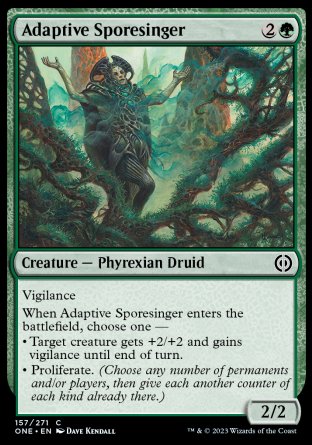 Adaptive Sporesinger 2
Creature — Phyrexian Druid
Vigilance
When Adaptive Sporesinger enters the
battlefield, choose one —
• Target creature gets +2/+2 and gains
vigilance until end of turn.
• Proliferate. (Choose any number of permanents
and/or players, then give each another counter of
each kind already there.)
2/2
157/271 C
ONE • EN Dave Kendall
™ & © 2023 Wizards of the Coast